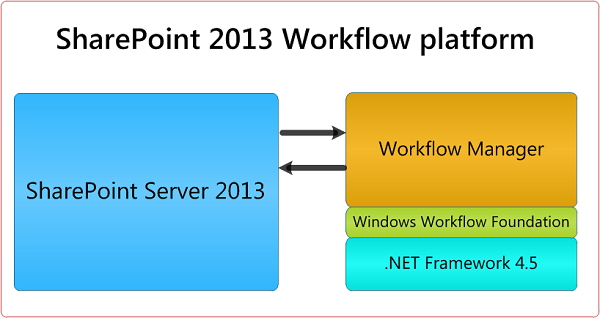 SharePoint 2013 Workflow platform
SharePoint Server 2013
Workflow Manager
Windows Workflow Foundation
.NET Framework 4.5